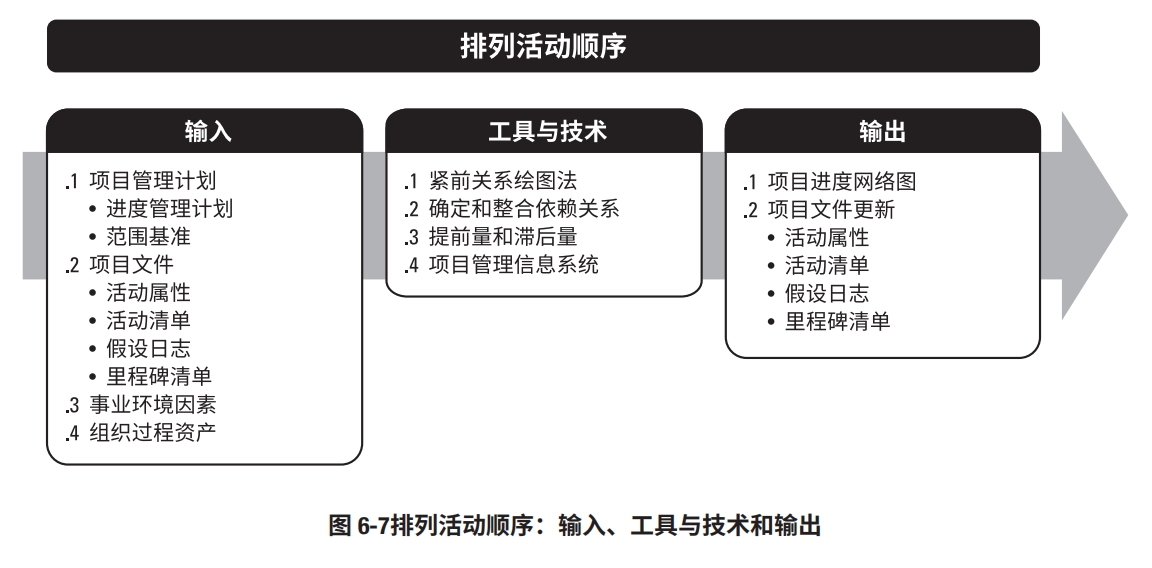 排列活动顺序
输入
.1 项目管理计划
• 进度管理计划
• 范围基准
.2 项目文件
• 活动属性
• 活动清单
• 假设日志
• 里程碑清单
.3 事业环境因素
.4 组织过程资产
工具与技术
.1 紧前关系绘图法
.2 确定和整合依赖关系
.3 提前量和滞后量
.4 项目管理信息系统
输出
.1 项目进度网络图
.2 项目文件更新
• 活动属性
• 活动清单
• 假设日志
• 里程碑清单
图 6-7排列活动顺序：输入、工具与技术和输出